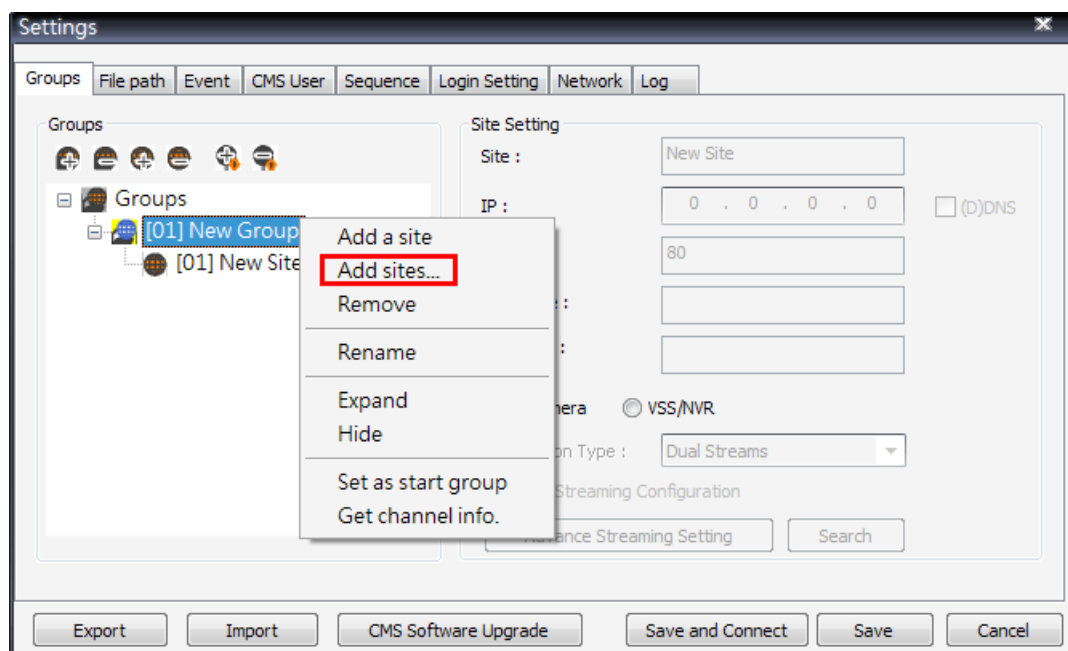 Settings
Groups File path Event CMS User Sequence Login Setting Network Log
Groups
Groups
[01] New Group
[01] New Site
Add a site
Add sites...
Remove
Rename
Expand
Hide
Set as start group
Get channel info.
Site Setting
Site : New Site
IP : 0 . 0 . 0 . 0 (D)DNS
80
:
:
VSS/NVR
Type : Dual Streams
Streaming Configuration
Streaming Setting Search
Export Import CMS Software Upgrade Save and Connect Save Cancel